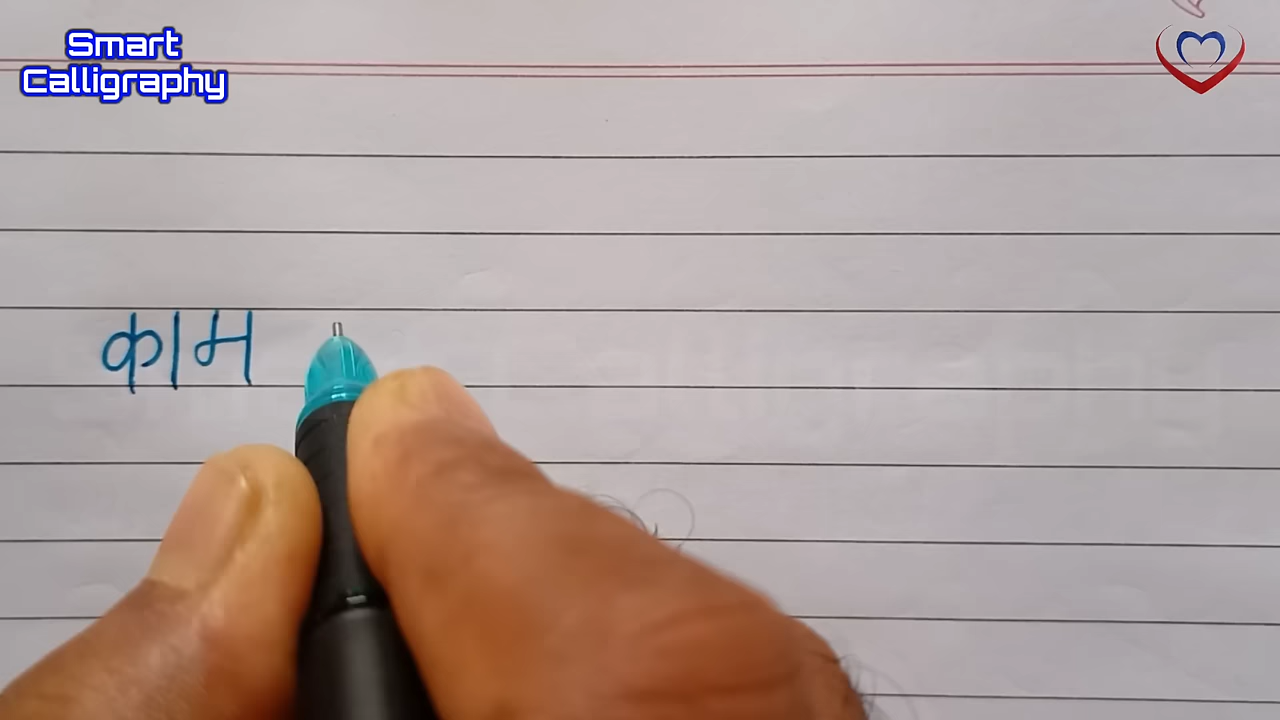 Smart
Calligraphy
काम